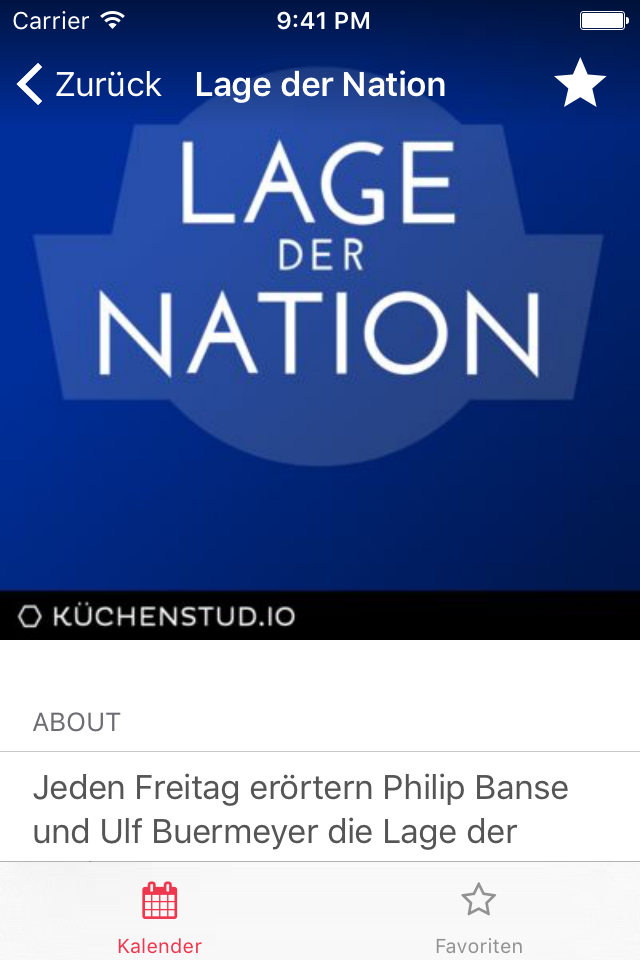 Carrier 9:41 PM
Zurück Lage der Nation
LAGE
DER
NATION
KÜCHENSTUD.IO
ABOUT
Jeden Freitag erörtern Philip Banse
und Ulf Buermeyer die Lage der
Kalender Favoriten